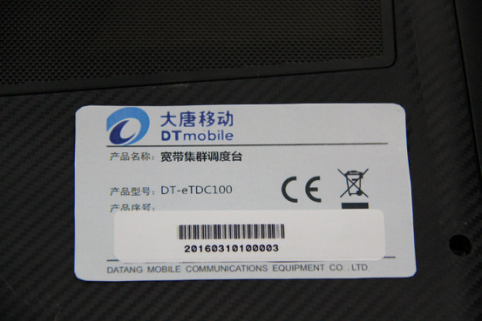 大唐移动
DTmobile
产品名称: 宽带集群调度台
产品型号: DT-eTDC100
产品序号:
20160310100003
DATANG MOBILE COMMUNICATIONS EQUIPMENT CO .,LTD